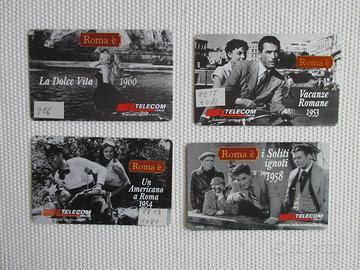 Roma è
La Dolce Vita 1960
956
TELECOM
Roma è
Vacanze
Romane
1953
TELECOM
Roma è
Un
Americano
a Roma
1954
TELECOM
Roma è
i Soliti
ignoti
1958
TELECOM